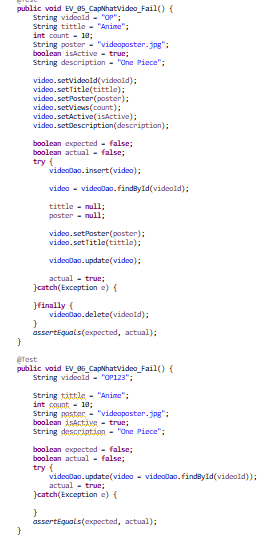 @Test
public void EV_05_CapNhatVideo_Fail() {
String videoId = "OP";
String tittle = "Anime";
int count = 10;
String poster = "videoposter.jpg";
boolean isActive = true;
String description = "One Piece";
video.setVideoId(videoId);
video.setTitle(tittle);
video.setPoster(poster);
video.setViews(count);
video.setActive(isActive);
video.setDescription(description);
boolean expected = false;
boolean actual = false;
try {
videoDao.insert(video);
video = videoDao.findById(videoId);
tittle = null;
poster = null;
video.setPoster(poster);
video.setTitle(tittle);
videoDao.update(video);
actual = true;
}catch(Exception e) {
}finally {
videoDao.delete(videoId);
}
assertEquals(expected, actual);
}
@Test
public void EV_06_CapNhatVideo_Fail() {
String videoId = "OP123";
String tittle = "Anime";
int count = 10;
String poster = "videoposter.jpg";
boolean isActive = true;
String description = "One Piece";
boolean expected = false;
boolean actual = false;
try {
videoDao.update(video = videoDao.findById(videoId));
actual = true;
}catch(Exception e) {
}
assertEquals(expected, actual);
}